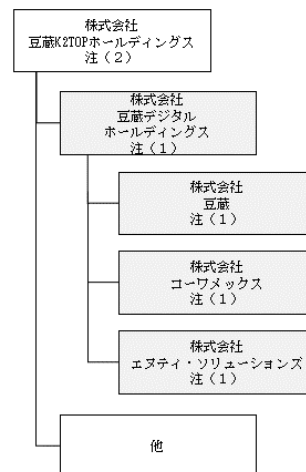 株式会社
豆蔵K2TOPホールディングス
注（2）
株式会社
豆蔵デジタル
ホールディングス
注（1）
株式会社
豆蔵
注（1）
株式会社
コーワメックス
注（1）
株式会社
エヌティ・ソリューションズ
注（1）
他